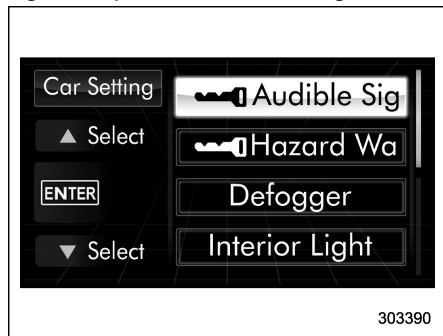 Car Setting
Audible Sig
▲ Select
Hazard Wa
ENTER
Defogger
▼ Select
Interior Light
303390